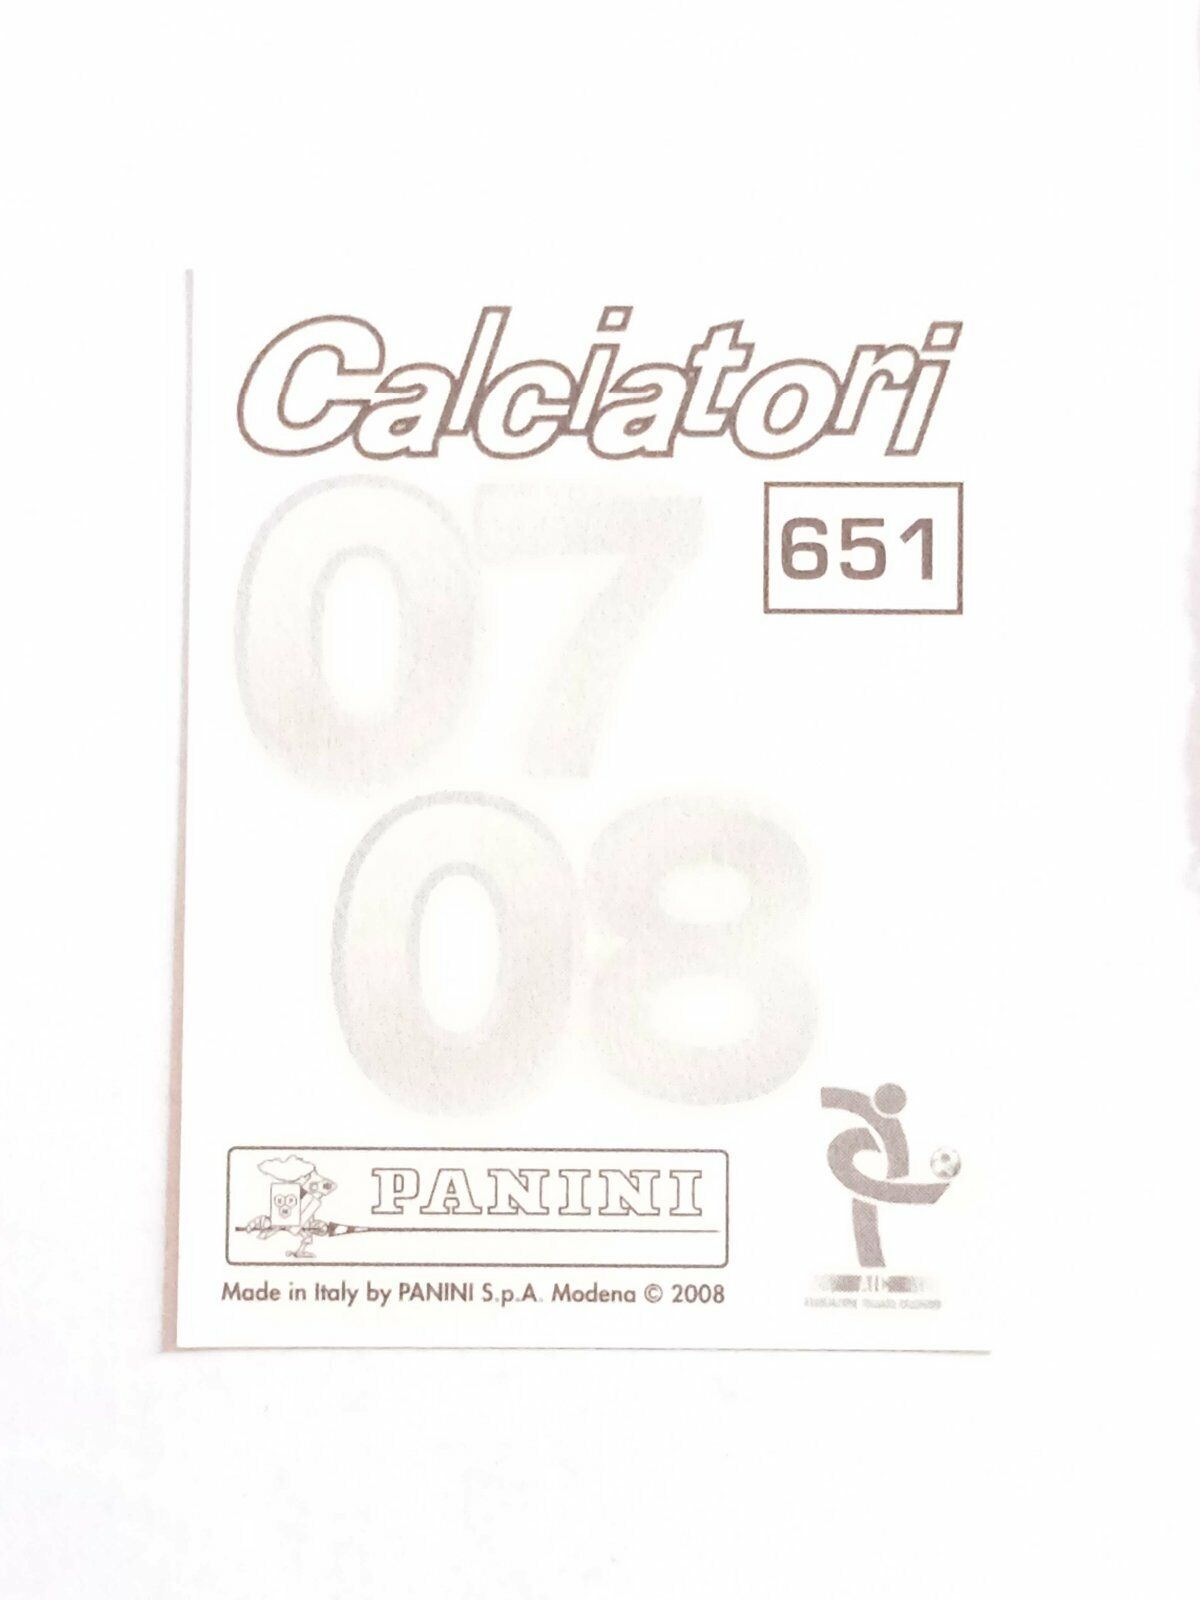 Calciatori
07
651
08
PANINI
Made in Italy by PANINI S.p.A. Modena © 2008